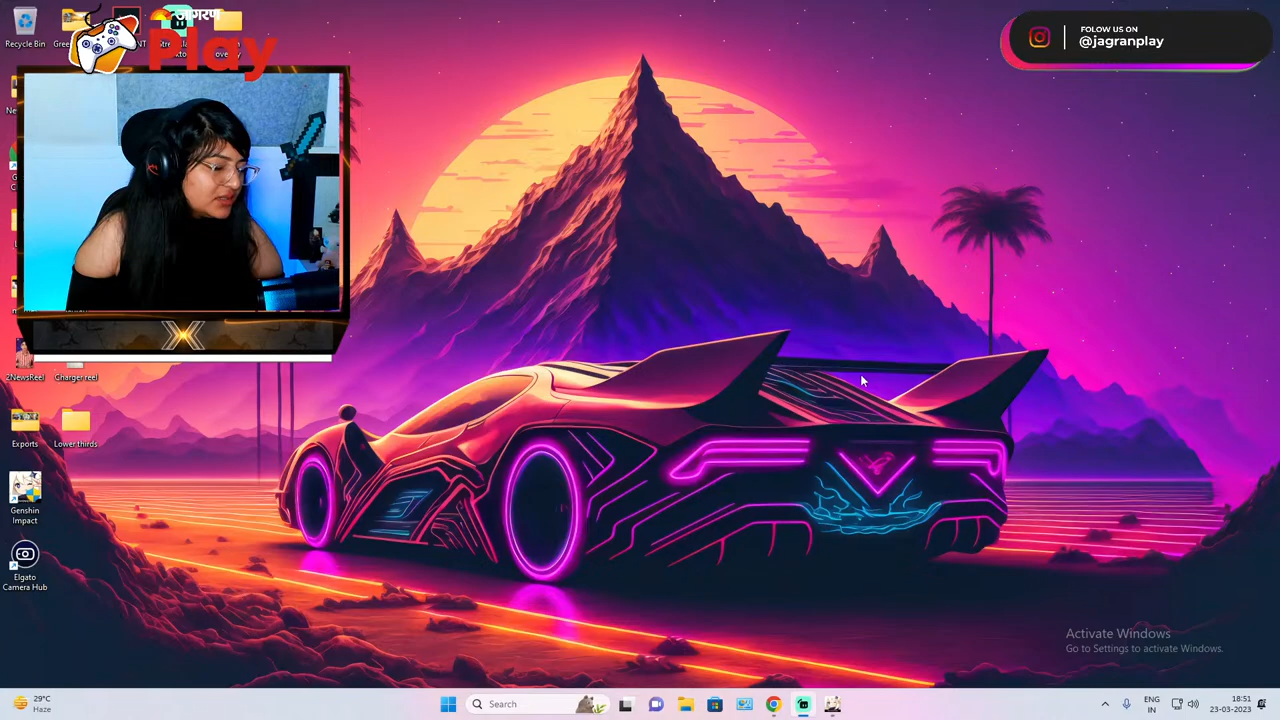 जागरण
Play
FOLOW US ON
@jagranplay
Recycle Bin
2NewsReel
Charger reel
Exports
Lower thirds
Genshin
Impact
Elgato
Camera Hub
Activate Windows
Go to Settings to activate Windows.
29°C
Haze
Search
ENG
IN
18:51
23-03-2023